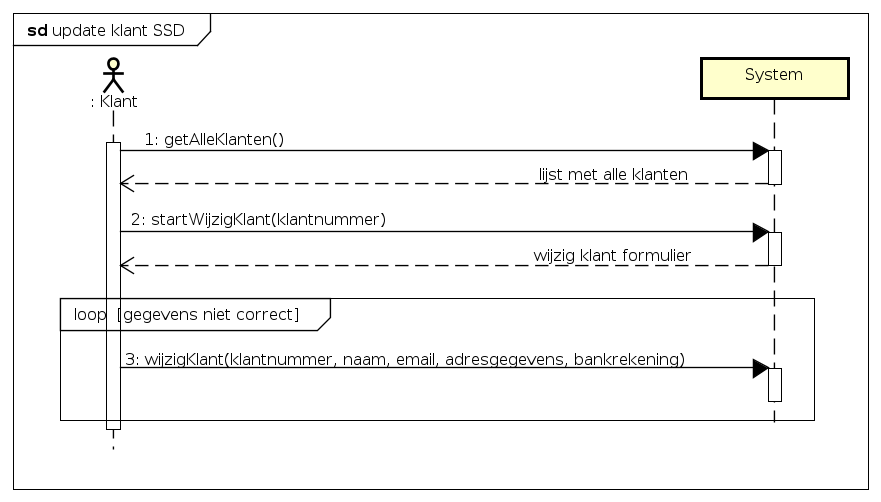 sd update klant SSD
: Klant
System
1: getAlleKlanten()
lijst met alle klanten
2: startWijzigKlant(klantnummer)
wijzig klant formulier
loop [gegevens niet correct]
3: wijzigKlant(klantnummer, naam, email, adresgegevens, bankrekening)